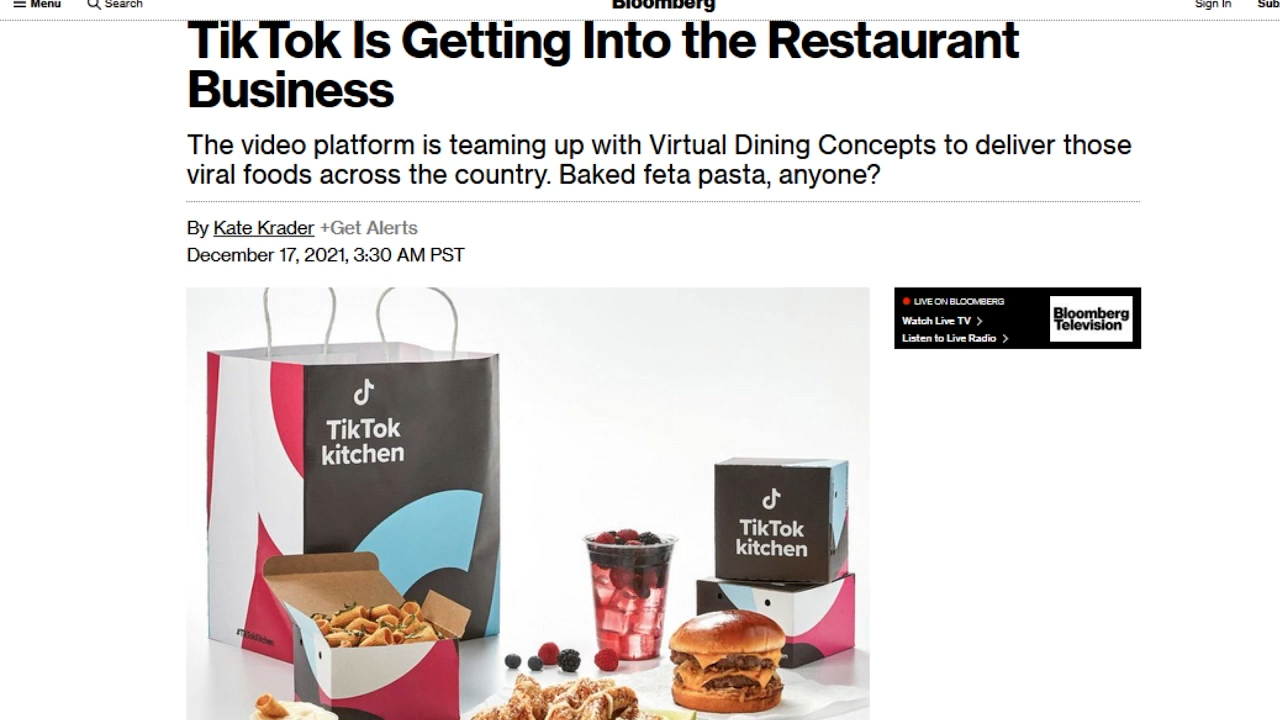 Menu
Search
Bloomberg
Sign In
TikTok Is Getting Into the Restaurant
Business
The video platform is teaming up with Virtual Dining Concepts to deliver those
viral foods across the country. Baked feta pasta, anyone?
By Kate Krader +Get Alerts
December 17, 2021, 3:30 AM PST
LIVE ON BLOOMBERG
Watch Live TV
Listen to Live Radio
Bloomberg
Television
TikTok
kitchen
#TikTokKitchen
TikTok
kitchen